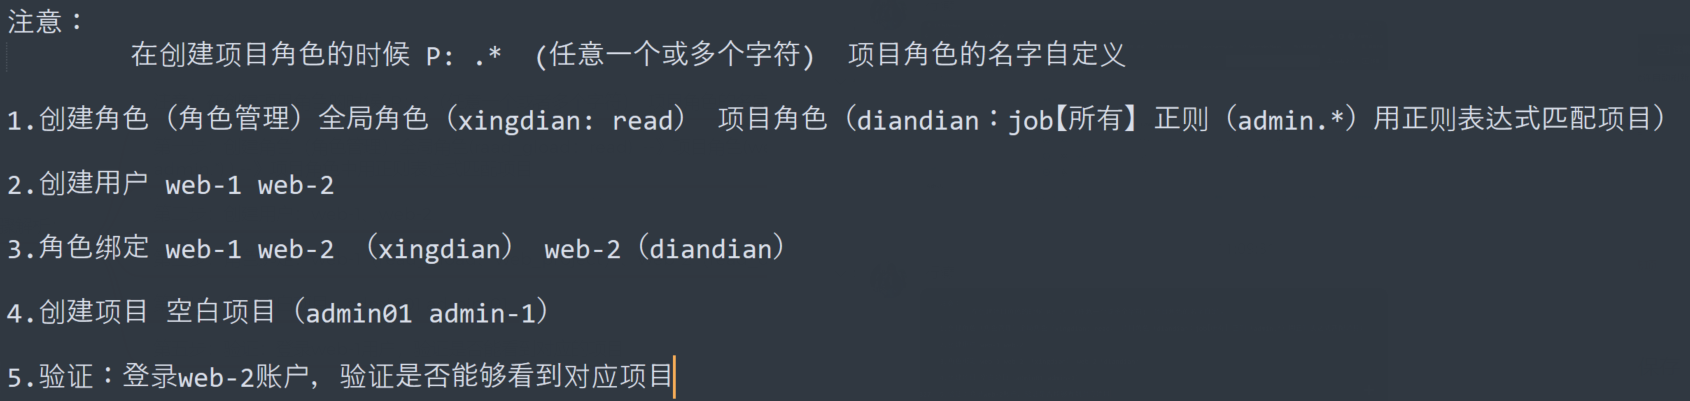 注意：
在创建项目角色的时候 P: .* (任意一个或多个字符) 项目角色的名字自定义
1.创建角色（角色管理）全局角色（xingdian: read） 项目角色（diandian：job【所有】正则（admin.*）用正则表达式匹配项目）
2.创建用户 web-1 web-2
3.角色绑定 web-1 web-2 （xingdian） web-2（diandian）
4.创建项目 空白项目（admin01 admin-1）
5.验证：登录web-2账户，验证是否能够看到对应项目